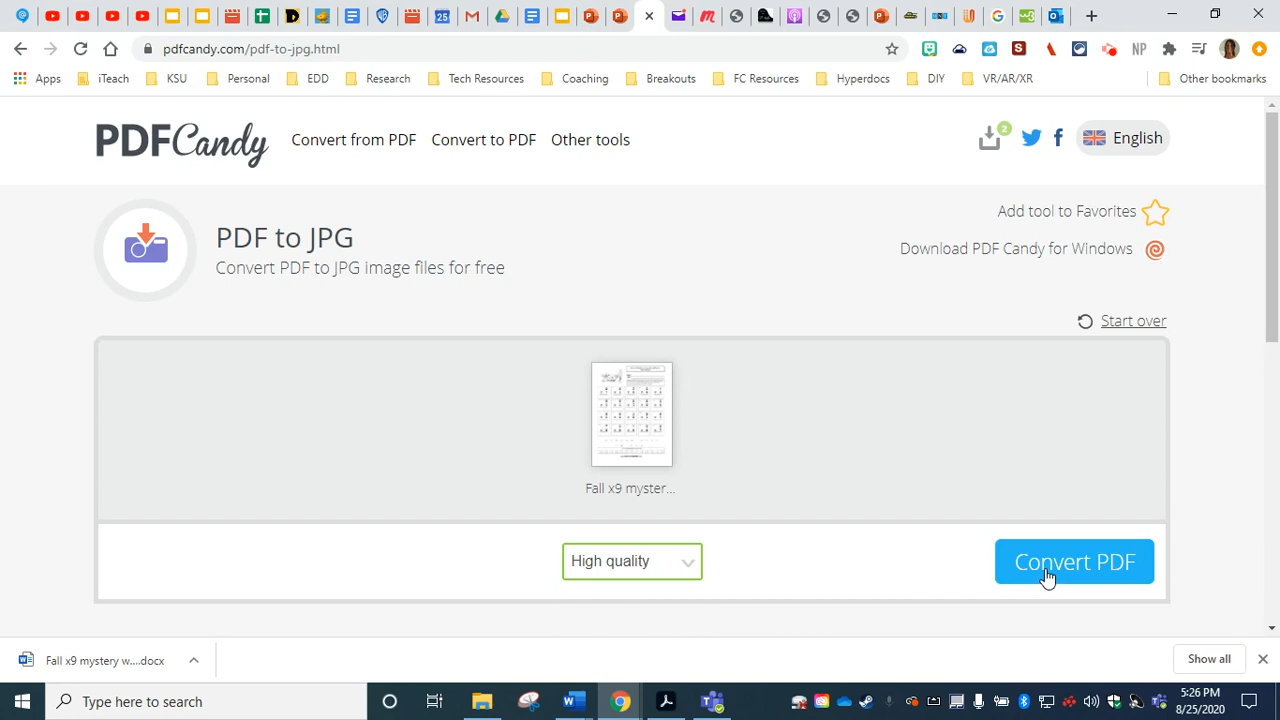 pdfcandy.com/pdf-to-jpg.html
NP
Apps iTeach KSU Personal EDD Research Tech Resources Coaching Breakouts FC Resources Hyperdocs DIY VR/AR/XR Other bookmarks
PDFCandy Convert from PDF Convert to PDF Other tools 2 English
Add tool to Favorites
PDF to JPG
Download PDF Candy for Windows
Convert PDF to JPG image files for free
Start over
Fall x9 myster...
High quality
Convert PDF
Fall x9 mystery w....docx Show all
Type here to search
5:26 PM
8/25/2020